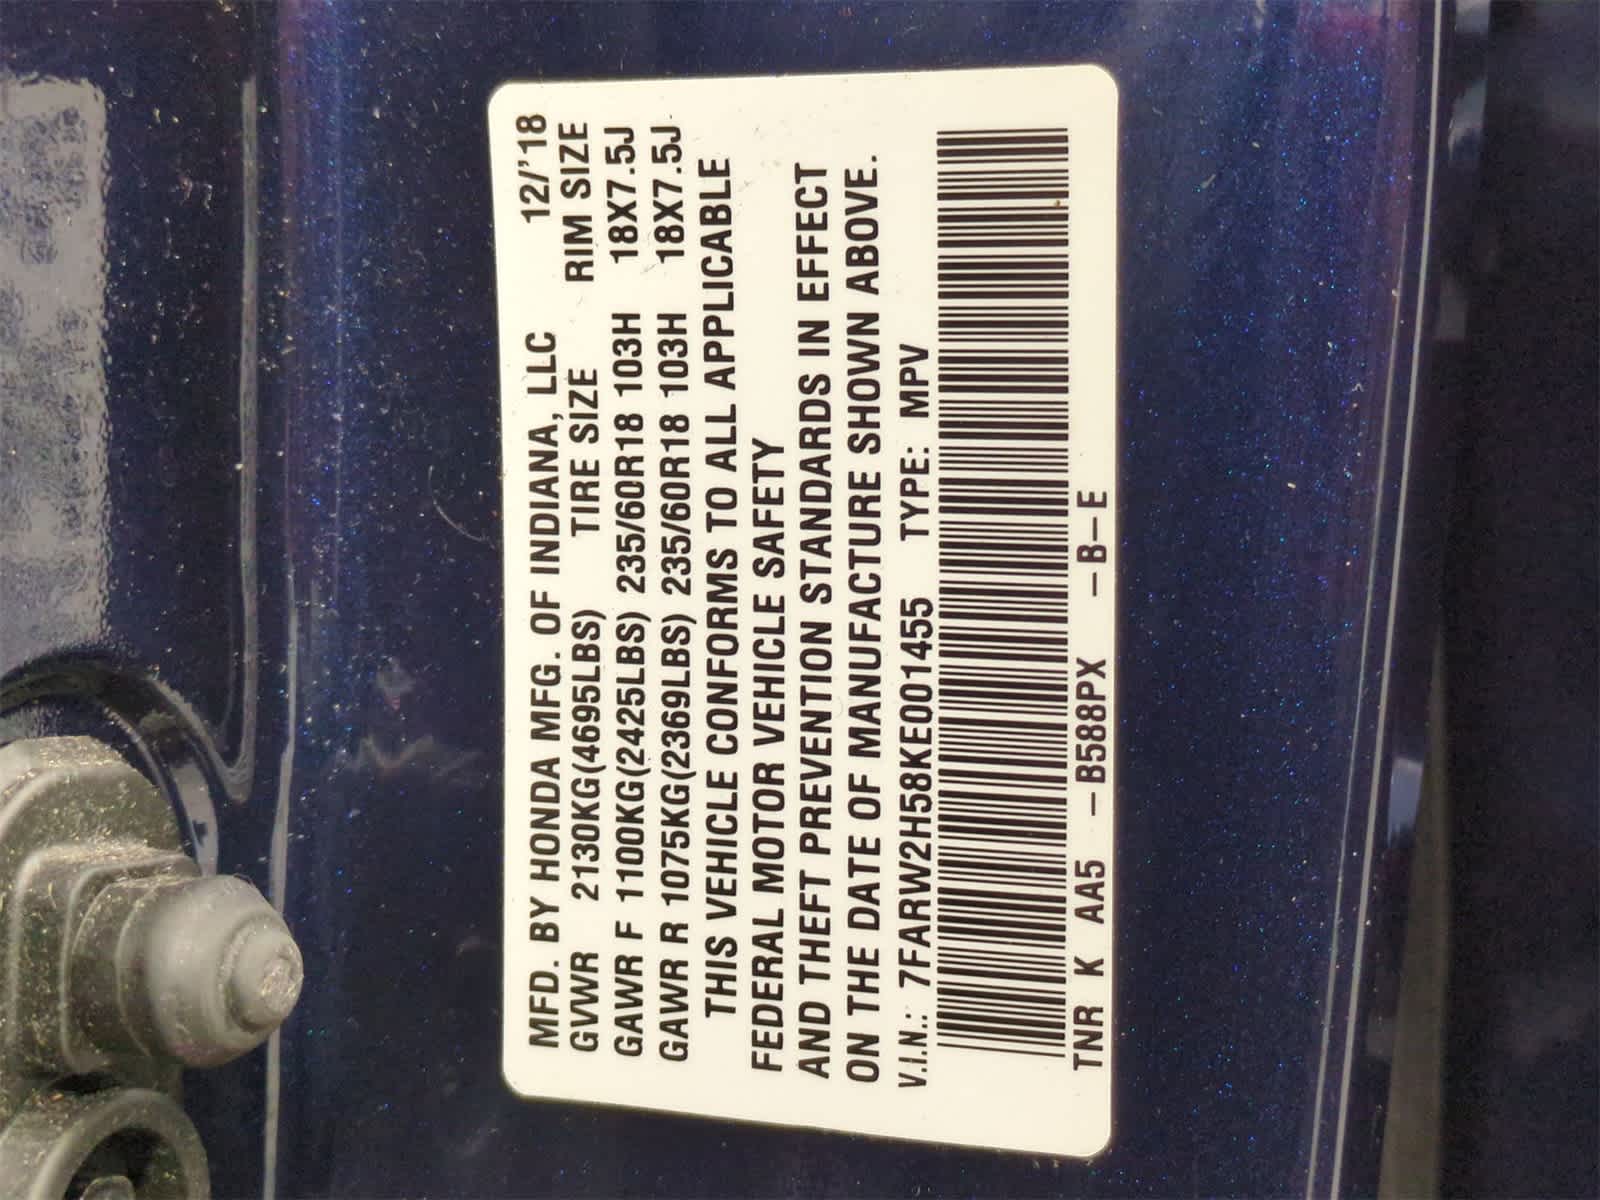 MFD. BY HONDA MFG. OF INDIANA, LLC 12/'18
GVWR 2130KG(4695LBS) TIRE SIZE RIM SIZE
GAWR F 1100KG(2425LBS) 235/60R18 103H 18X7.5J
GAWR R 1075KG(2369LBS) 235/60R18 103H 18X7.5J
THIS VEHICLE CONFORMS TO ALL APPLICABLE
FEDERAL MOTOR VEHICLE SAFETY
AND THEFT PREVENTION STANDARDS IN EFFECT
ON THE DATE OF MANUFACTURE SHOWN ABOVE.
V.I.N.: 7FARW2H58KE001455 TYPE: MPV
TNR K AA5 -B588PX -B-E